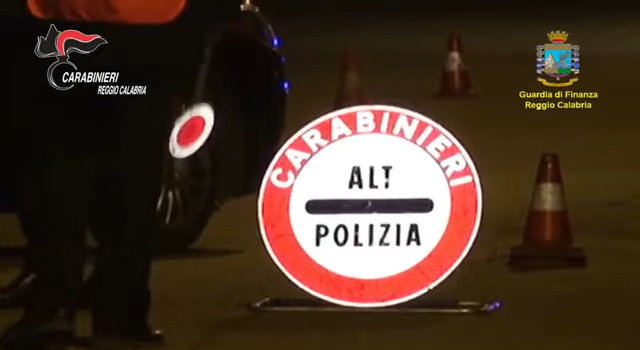 CARABINIERI
REGGIO CALABRIA
Guardia di Finanza
Reggio Calabria
CARABINIERI
ALT
POLIZIA